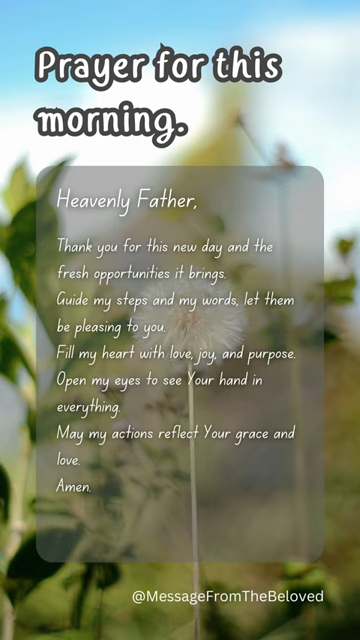 Prayer for this
morning.
Heavenly Father,
Thank you for this new day and the
fresh opportunities it brings.
Guide my steps and my words, let them
be pleasing to you.
Fill my heart with love, joy, and purpose.
Open my eyes to see Your hand in
everything.
May my actions reflect Your grace and
love.
Amen.
@MessageFromTheBeloved